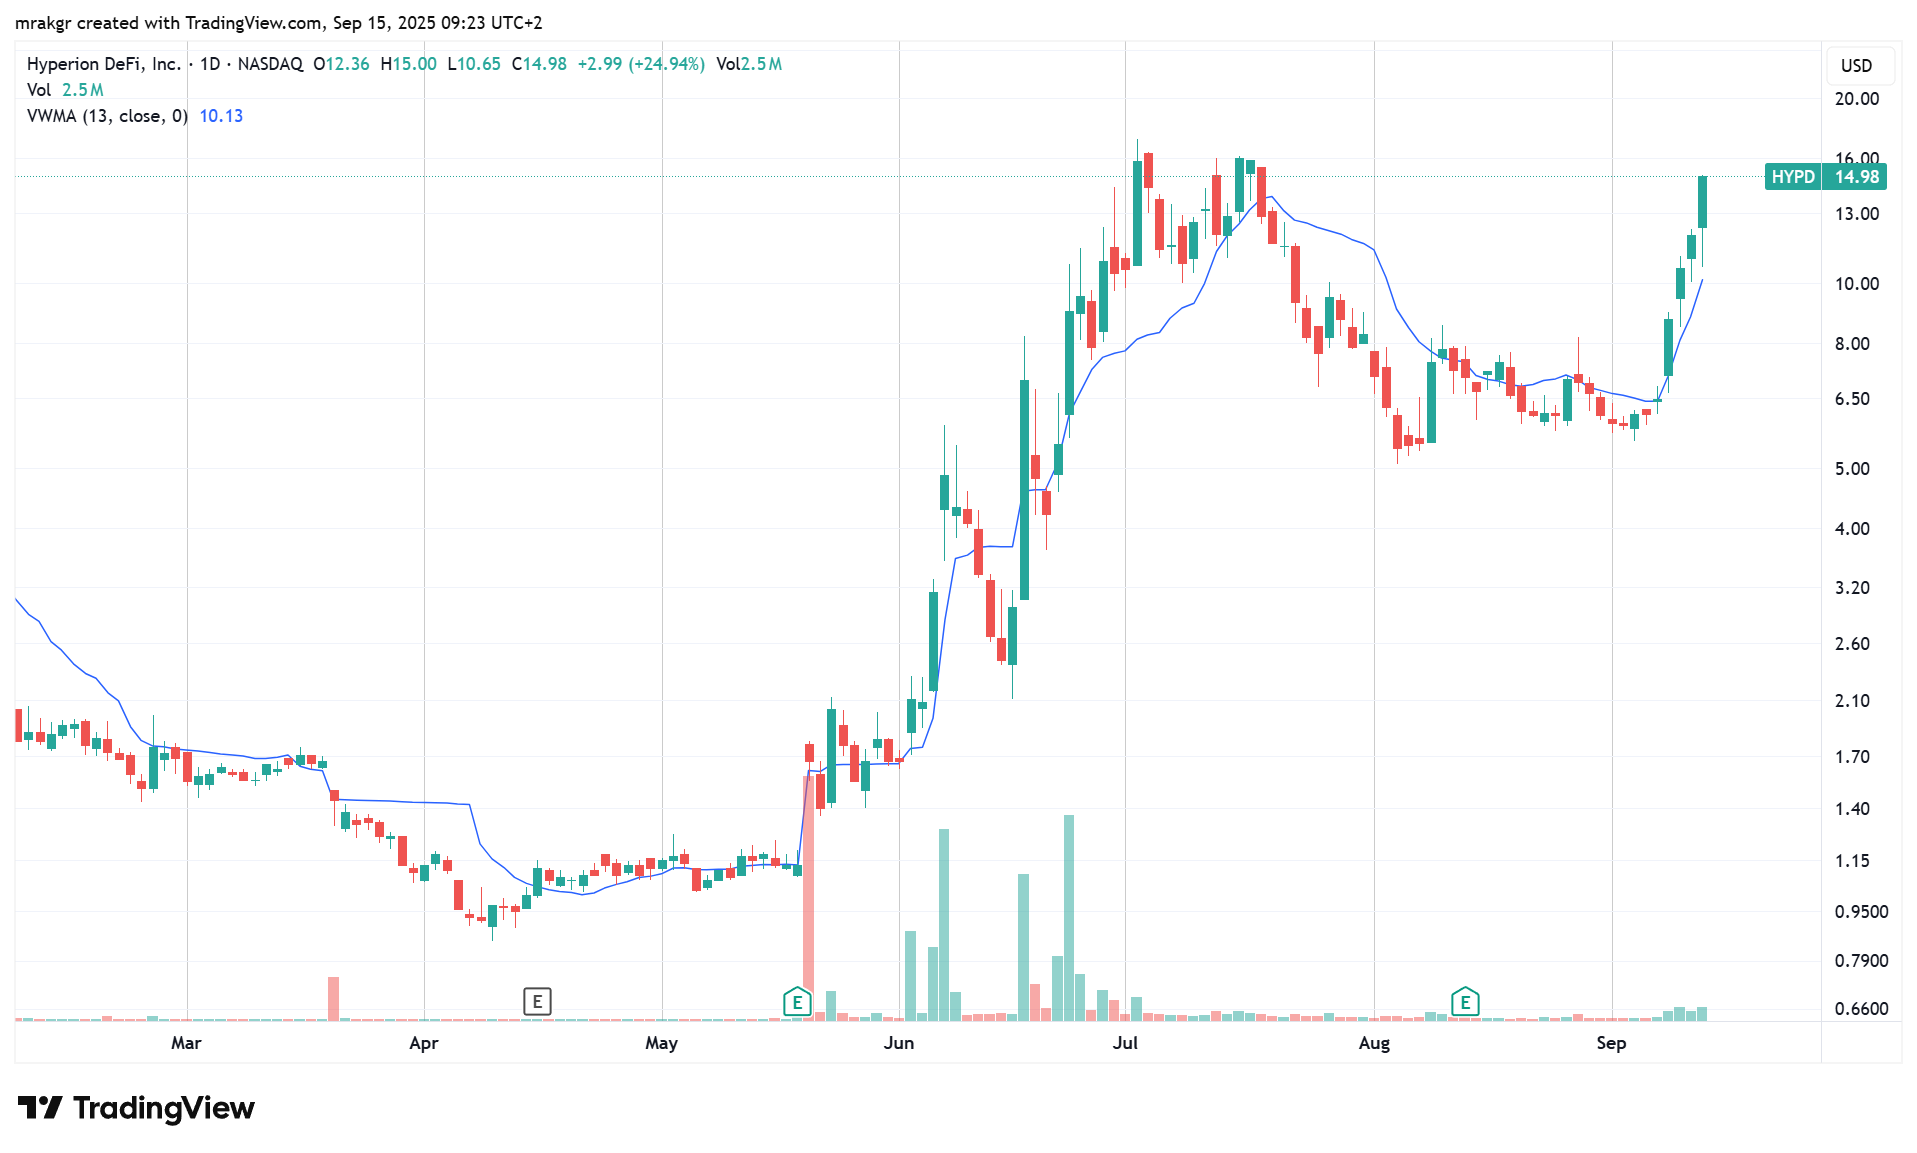 mrakgr created with TradingView.com, Sep 15, 2025 09:23 UTC+2
Hyperion DeFi, Inc. · 1D · NASDAQ O12.36 H15.00 L10.65 C14.98 +2.99 (+24.94%) Vol2.5M
Vol 2.5M
VWMA (13, close, 0) 10.13
USD
20.00
16.00
HYPD 14.98
13.00
10.00
8.00
6.50
5.00
4.00
3.20
2.60
2.10
1.70
1.40
1.15
0.9500
0.7900
0.6600
E E E
Mar Apr May Jun Jul Aug Sep
TradingView